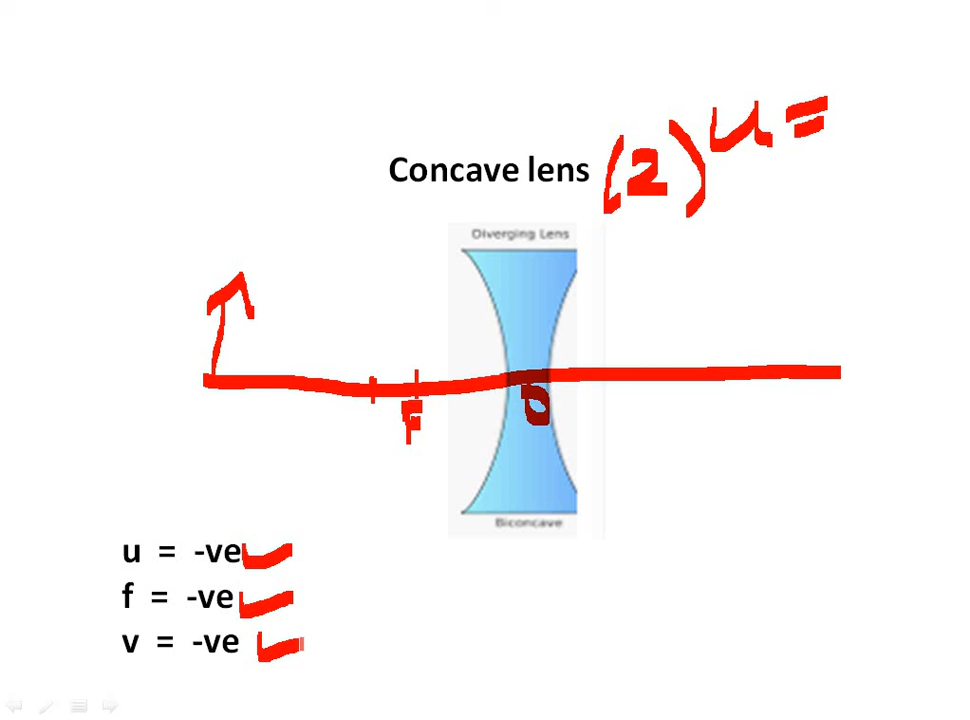 Concave lens (2) u =
Diverging Lens
F
O
Biconcave
u = -ve
f = -ve
v = -ve